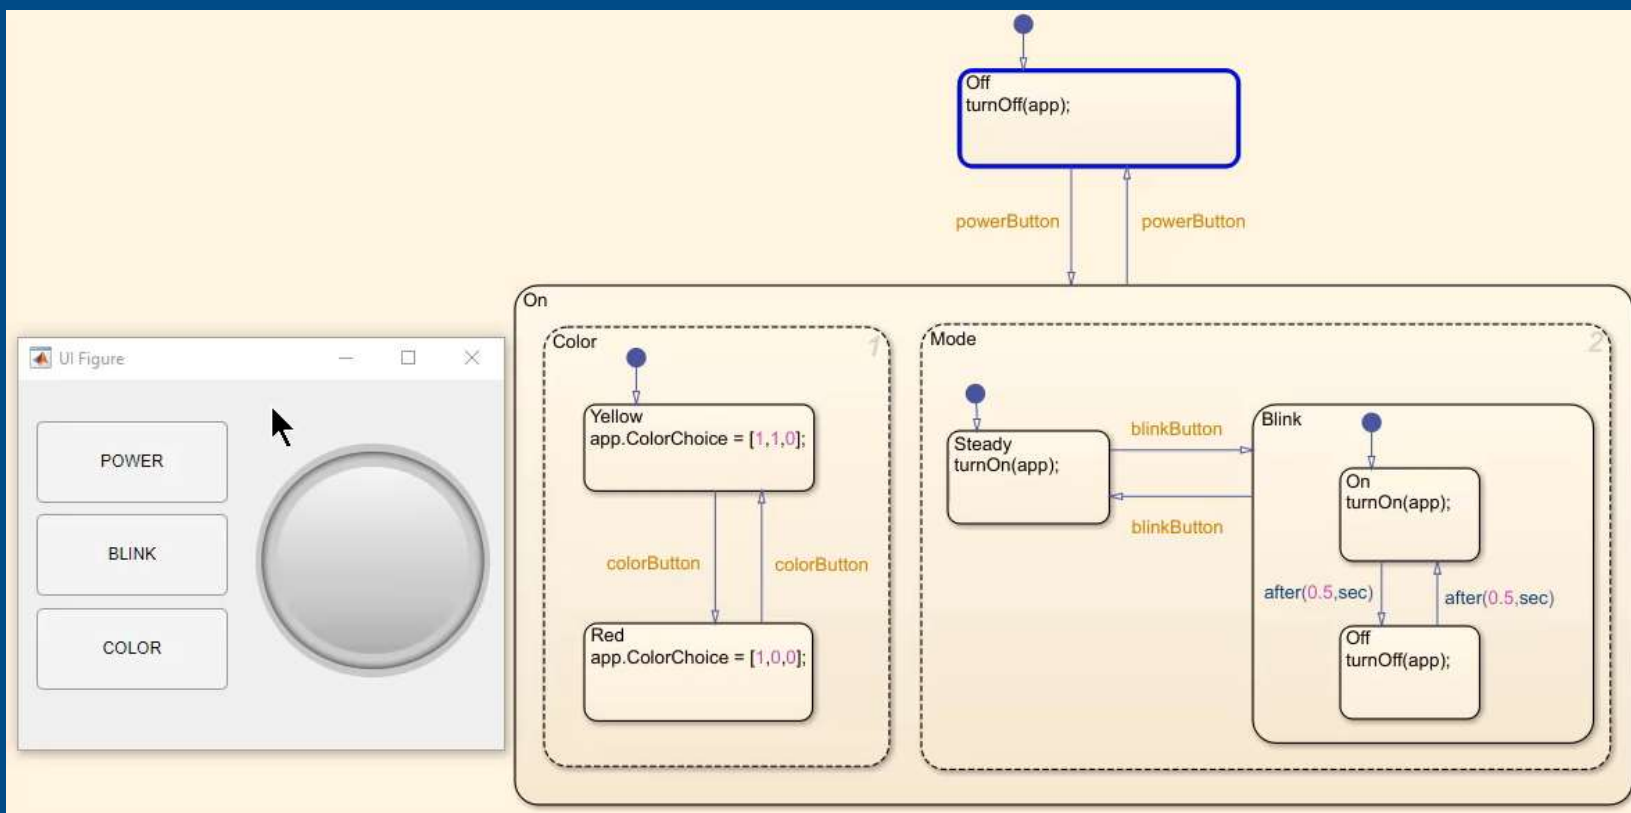 Off
turnOff(app);
powerButton
powerButton
On
Color
1
Yellow
app.ColorChoice = [1,1,0];
colorButton
colorButton
Red
app.ColorChoice = [1,0,0];
Mode
2
Steady
turnOn(app);
blinkButton
blinkButton
Blink
On
turnOn(app);
after(0.5,sec)
after(0.5,sec)
Off
turnOff(app);
UI Figure
POWER
BLINK
COLOR